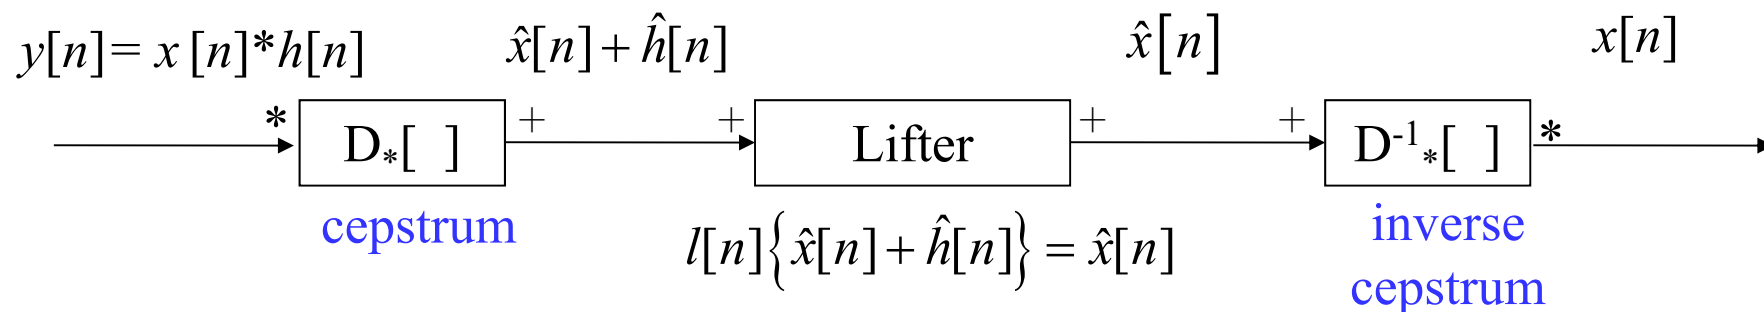 y[n]= x [n]*h[n] x̂[n]+ĥ[n] x̂[n] x[n]
* D*[ ] + + Lifter + + D⁻¹*[ ] *
cepstrum l[n]{x̂[n]+ĥ[n]} = x̂[n] inverse
cepstrum